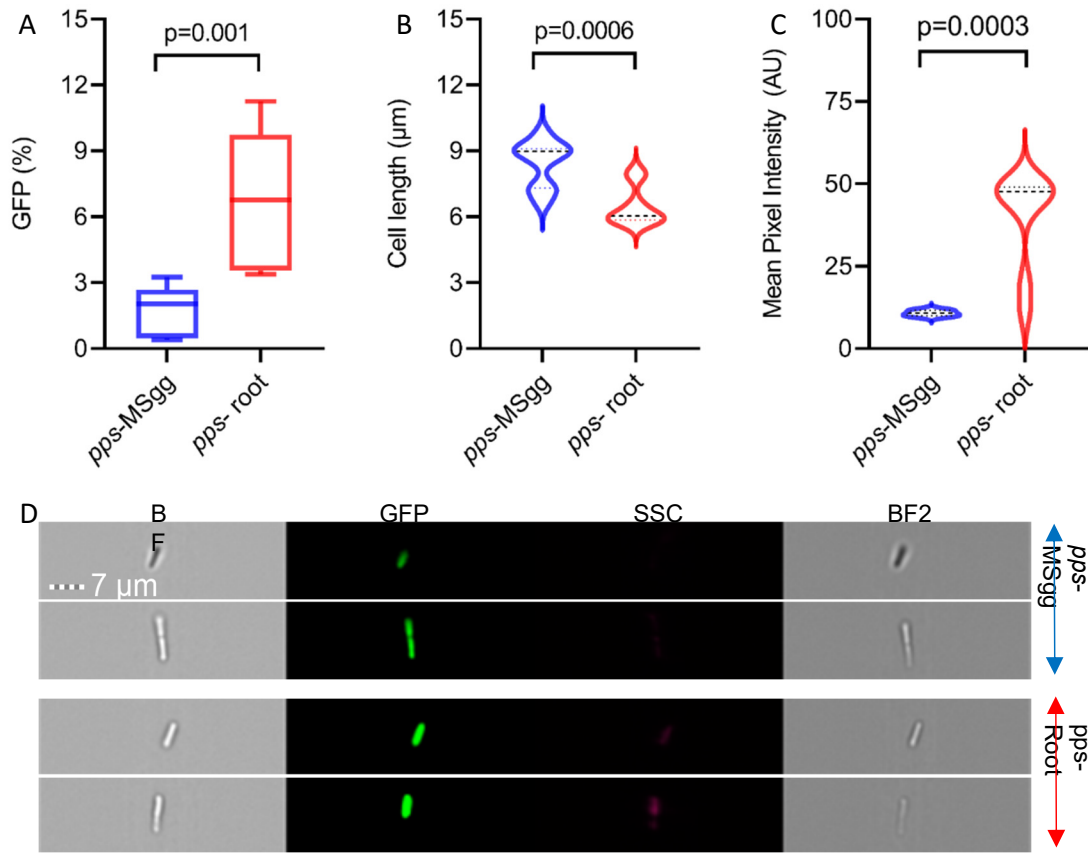 A
15
12
9
6
3
0
GFP (%)
p=0.001
pps-MSgg
pps- root
B
15
12
9
6
3
0
Cell length (µm)
p=0.0006
pps-MSgg
pps- root
C
100
75
50
25
0
Mean Pixel Intensity (AU)
p=0.0003
pps-MSgg
pps- root
D
B
F
GFP
SSC
BF2
7 µm
pps-
MSgg
pps-
Root